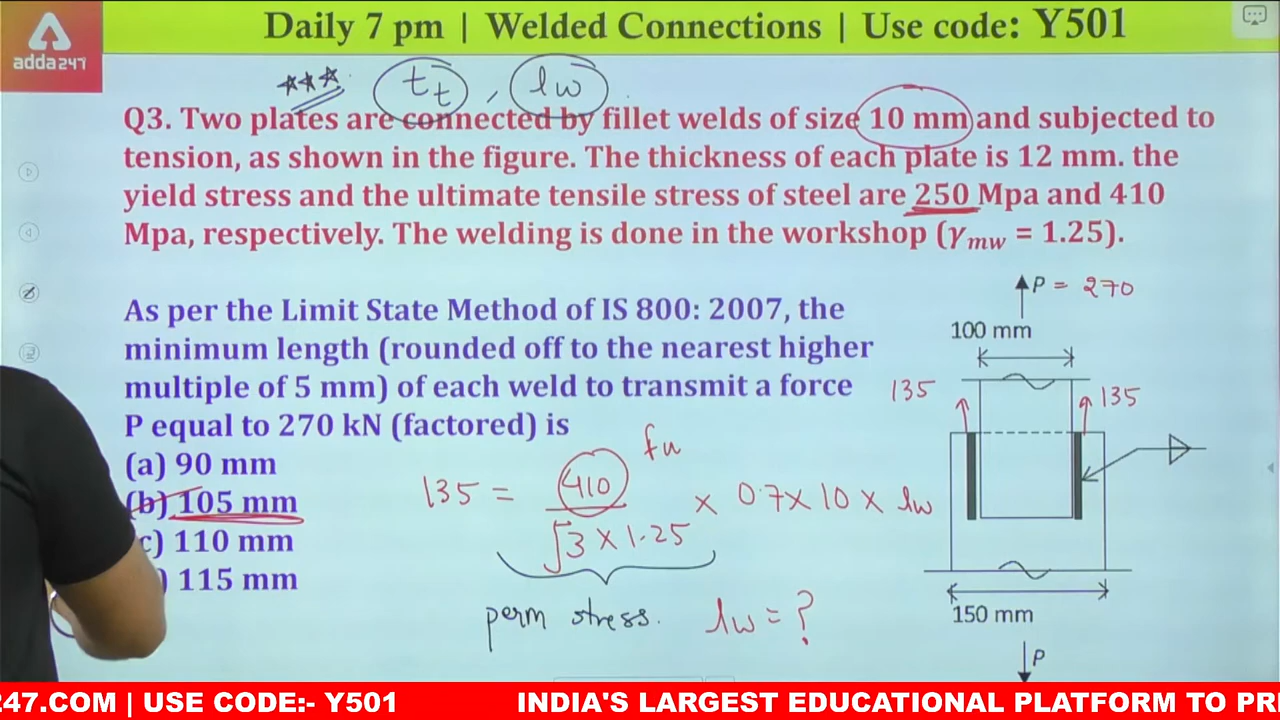 Daily 7 pm | Welded Connections | Use code: Y501
adda247
*** tt , lw
Q3. Two plates are connected by fillet welds of size 10 mm and subjected to
tension, as shown in the figure. The thickness of each plate is 12 mm. the
yield stress and the ultimate tensile stress of steel are 250 Mpa and 410
Mpa, respectively. The welding is done in the workshop (γmw = 1.25).
As per the Limit State Method of IS 800: 2007, the
minimum length (rounded off to the nearest higher
multiple of 5 mm) of each weld to transmit a force
P equal to 270 kN (factored) is
(a) 90 mm
(b) 105 mm
c) 110 mm
) 115 mm
fu
135 = 410 / √3 × 1.25 × 0.7 × 10 × lw
perm stress. lw = ?
P = 270
100 mm
135
135
150 mm
P
247.COM | USE CODE:- Y501 INDIA'S LARGEST EDUCATIONAL PLATFORM TO PR